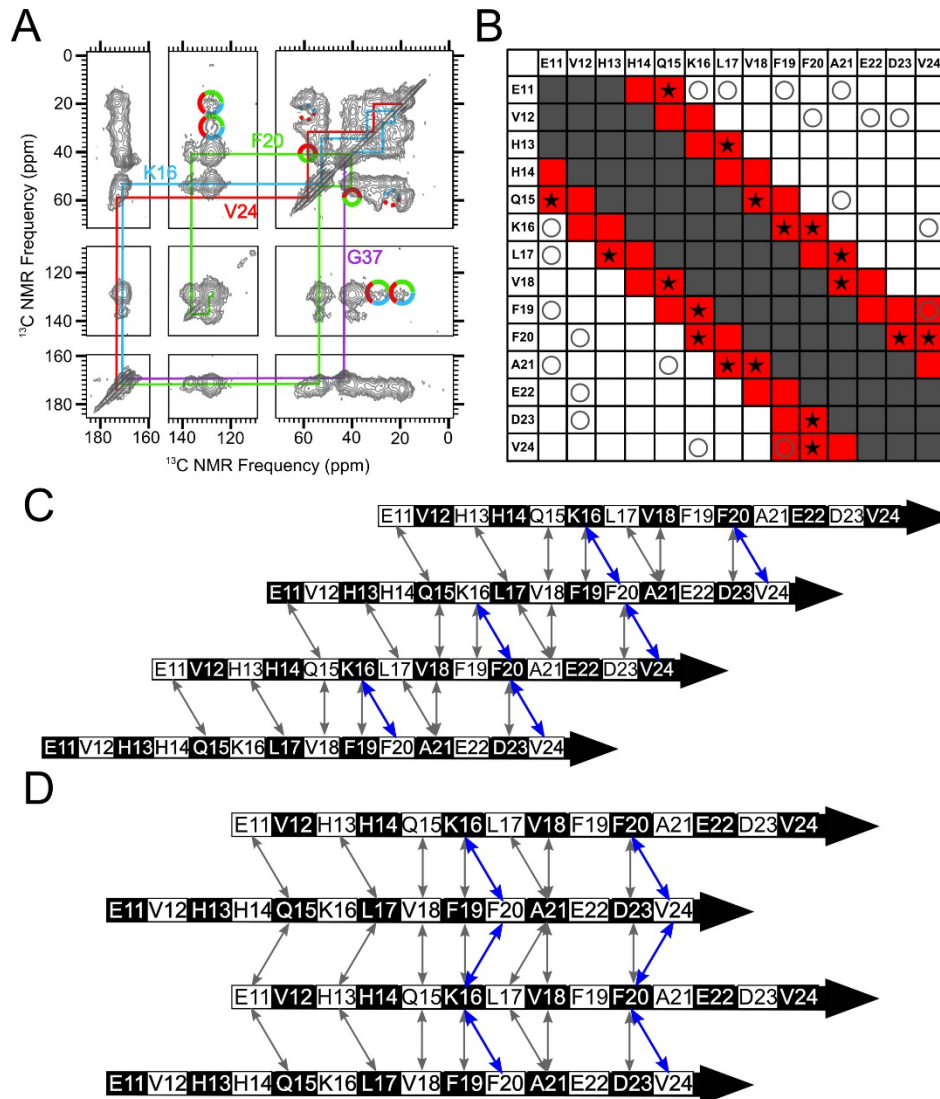 A
0
20
40
60
120
140
160
180
¹³C NMR Frequency (ppm)
180
160
140
120
60
40
20
0
¹³C NMR Frequency (ppm)
K16
V24
F20
G37
B
E11 V12 H13 H14 Q15 K16 L17 V18 F19 F20 A21 E22 D23 V24
E11
V12
H13
H14
Q15
K16
L17
V18
F19
F20
A21
E22
D23
V24
C
E11 V12 H13 H14 Q15 K16 L17 V18 F19 F20 A21 E22 D23 V24
E11 V12 H13 H14 Q15 K16 L17 V18 F19 F20 A21 E22 D23 V24
E11 V12 H13 H14 Q15 K16 L17 V18 F19 F20 A21 E22 D23 V24
E11 V12 H13 H14 Q15 K16 L17 V18 F19 F20 A21 E22 D23 V24
D
E11 V12 H13 H14 Q15 K16 L17 V18 F19 F20 A21 E22 D23 V24
E11 V12 H13 H14 Q15 K16 L17 V18 F19 F20 A21 E22 D23 V24
E11 V12 H13 H14 Q15 K16 L17 V18 F19 F20 A21 E22 D23 V24
E11 V12 H13 H14 Q15 K16 L17 V18 F19 F20 A21 E22 D23 V24